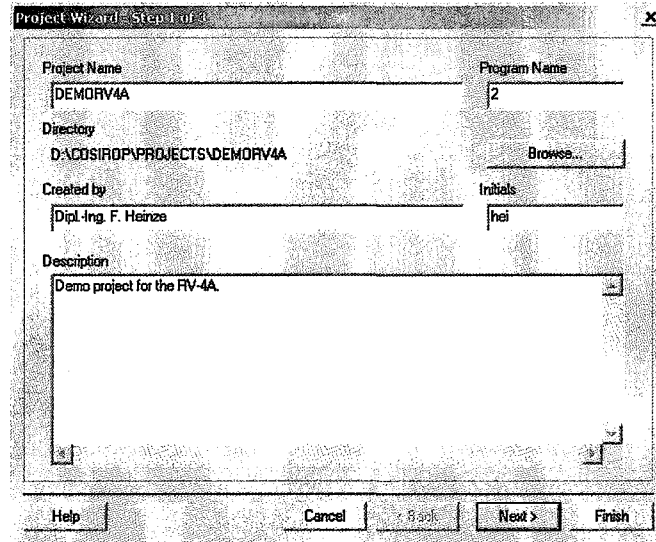 Project Wizard - Step 1 of 3
Project Name
Program Name
DEMORV4A
2
Directory
D:\COSIROP\PROJECTS\DEMORV4A
Browse...
Created by
Initials
Dipl.-Ing. F. Heinze
hei
Description
Demo project for the RV-4A.
Help
Cancel
< Back
Next >
Finish